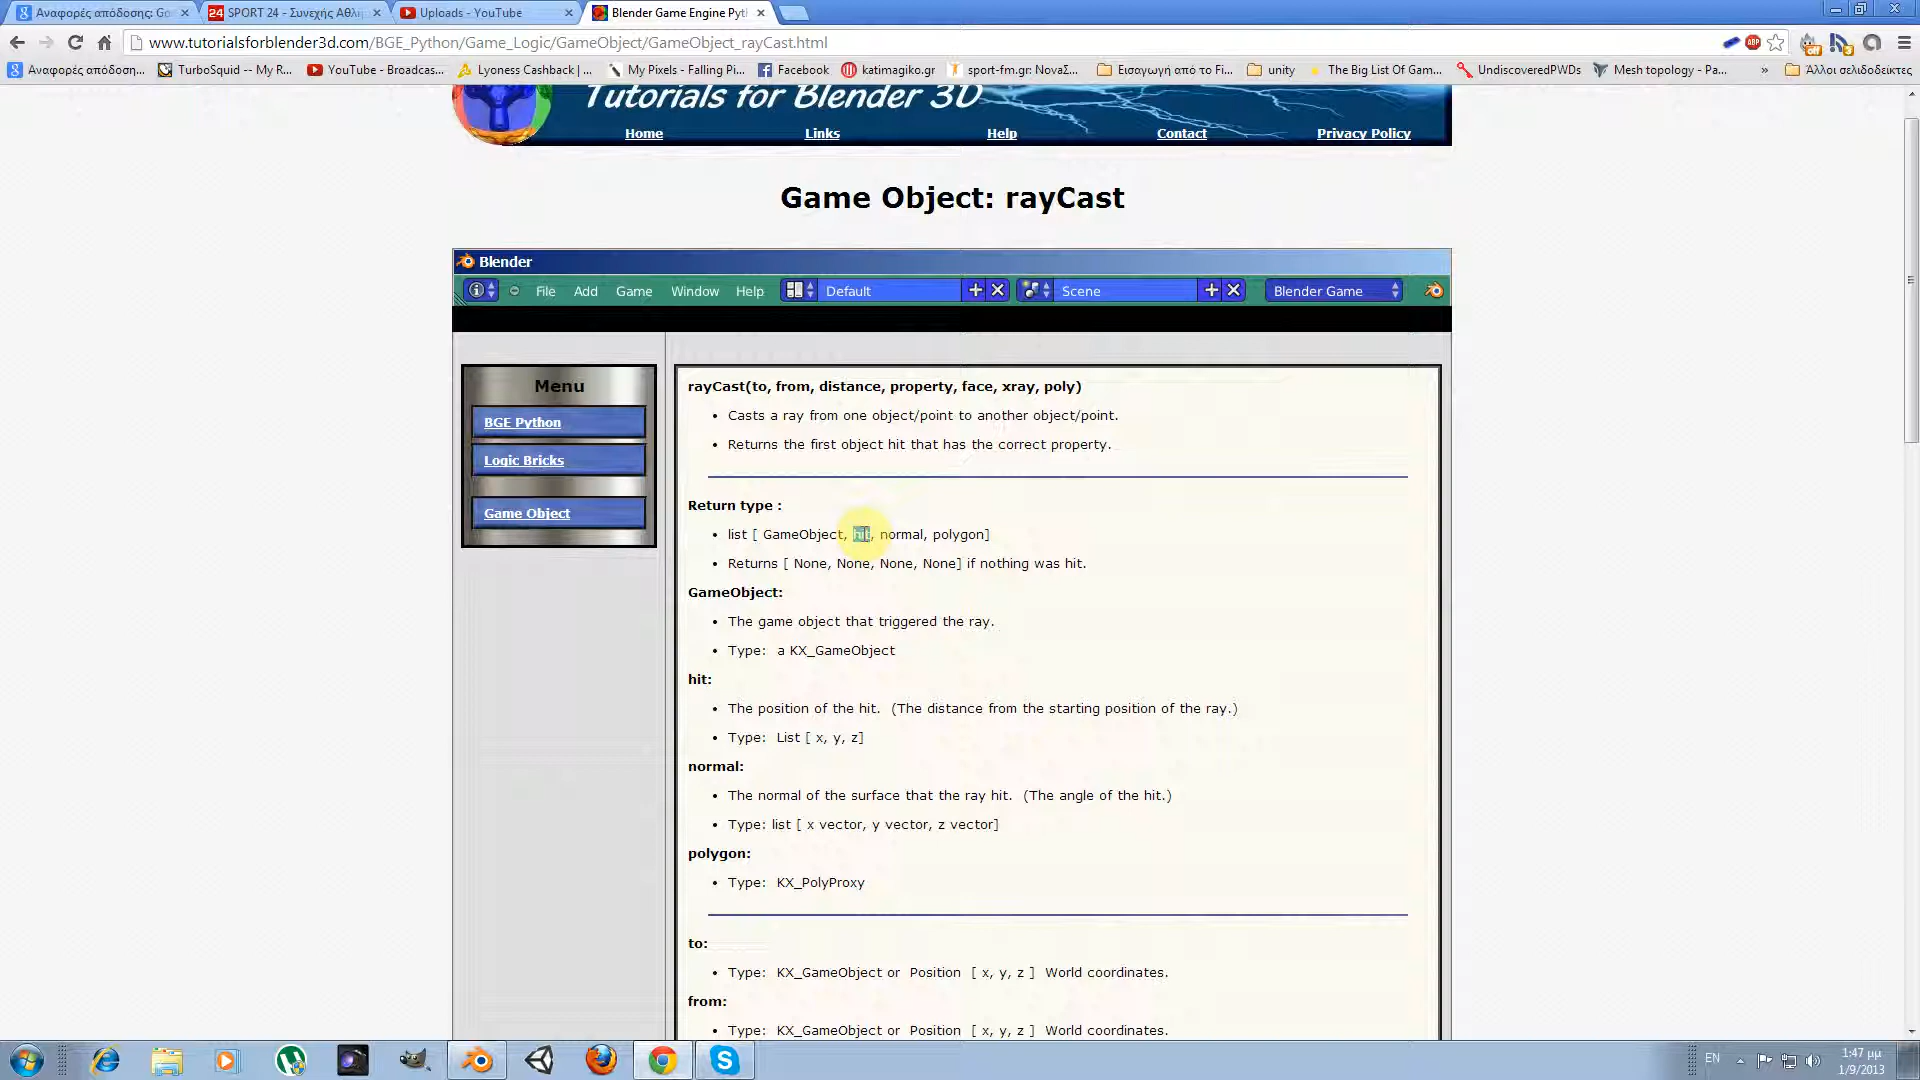 Αναφορές απόδοσης: Go
SPORT 24 - Συνεχής Αθλη
Uploads - YouTube
Blender Game Engine Pyth
www.tutorialsforblender3d.com/BGE_Python/Game_Logic/GameObject/GameObject_rayCast.html
Αναφορές απόδοση...
TurboSquid -- My R...
YouTube - Broadcas...
Lyoness Cashback | ...
My Pixels - Falling Pi...
Facebook
katimagiko.gr
sport-fm.gr: NovaΣ...
Εισαγωγή από το Fi...
unity
The Big List Of Gam...
UndiscoveredPWDs
Mesh topology - Pa...
»
Άλλοι σελιδοδείκτες
Tutorials for Blender 3D
Home
Links
Help
Contact
Privacy Policy
Game Object: rayCast
Blender
File
Add
Game
Window
Help
Default
Scene
Blender Game
Menu
BGE Python
Logic Bricks
Game Object
rayCast(to, from, distance, property, face, xray, poly)
• Casts a ray from one object/point to another object/point.
• Returns the first object hit that has the correct property.
Return type :
• list [ GameObject, hit, normal, polygon]
• Returns [ None, None, None, None] if nothing was hit.
GameObject:
• The game object that triggered the ray.
• Type: a KX_GameObject
hit:
• The position of the hit. (The distance from the starting position of the ray.)
• Type: List [ x, y, z]
normal:
• The normal of the surface that the ray hit. (The angle of the hit.)
• Type: list [ x vector, y vector, z vector]
polygon:
• Type: KX_PolyProxy
to:
• Type: KX_GameObject or Position [ x, y, z ] World coordinates.
from:
• Type: KX_GameObject or Position [ x, y, z ] World coordinates.
EN
1:47 μμ
1/9/2013